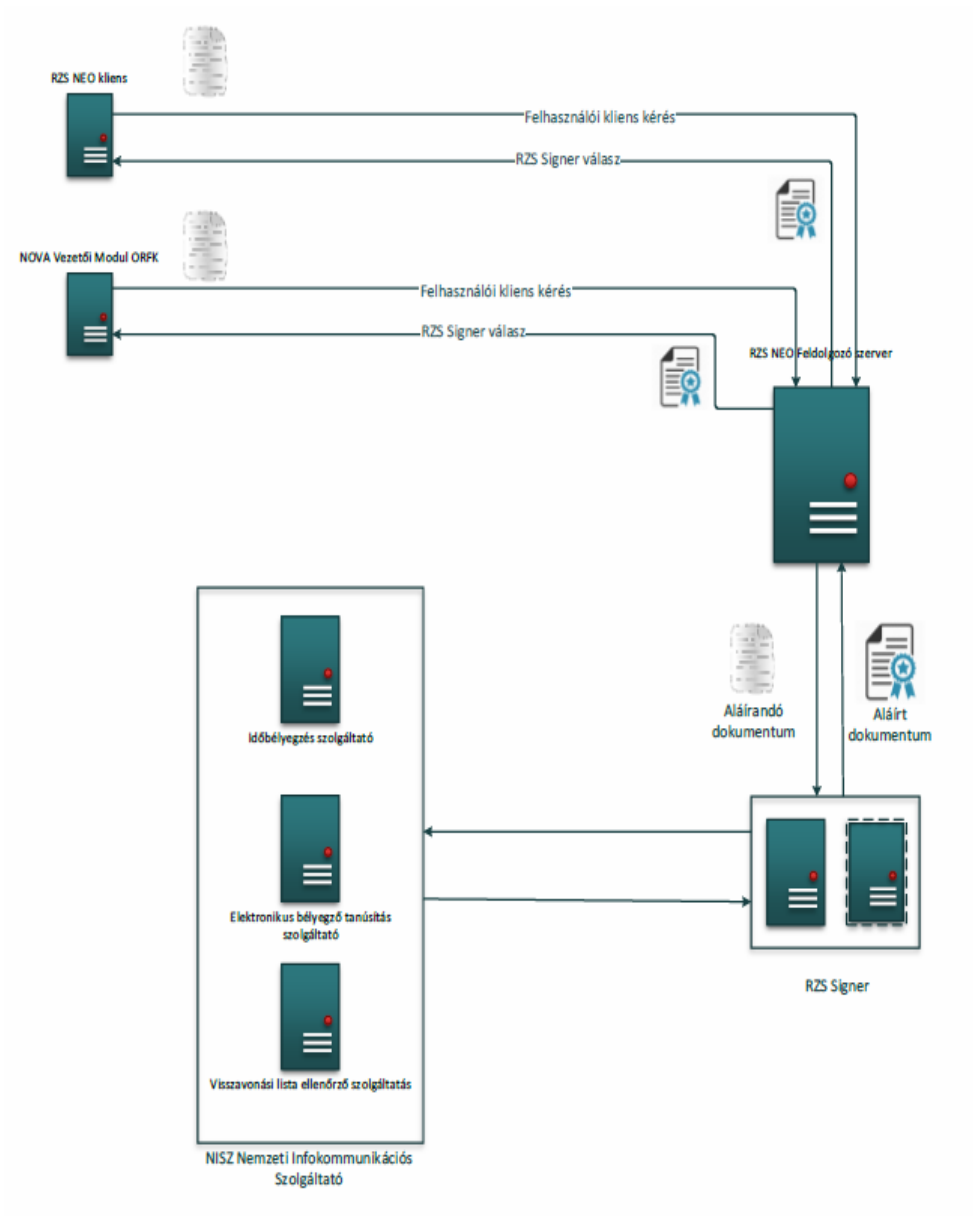 RZS NEO kliens
Felhasználói kliens kérés
RZS Signer válasz
NOVA Vezetői Modul ORFK
Felhasználói kliens kérés
RZS Signer válasz
RZS NEO Feldolgozó szerver
Aláírandó
dokumentum
Aláírt
dokumentum
Időbélyegzés szolgáltató
Elektronikus bélyegző tanúsítás
szolgáltató
Visszavonási lista ellenőrző szolgáltatás
RZS Signer
NISZ Nemzeti Infokommunikációs
Szolgáltató